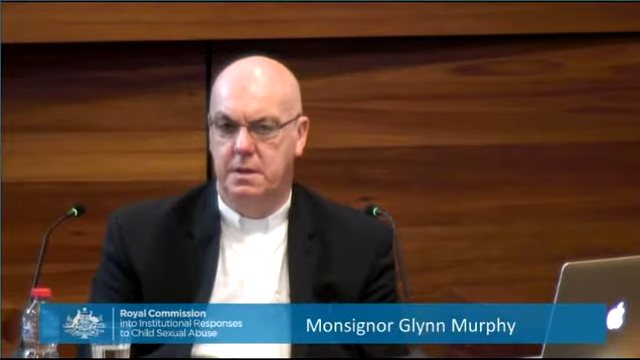 Royal Commission
into Institutional Responses
to Child Sexual Abuse
Monsignor Glynn Murphy